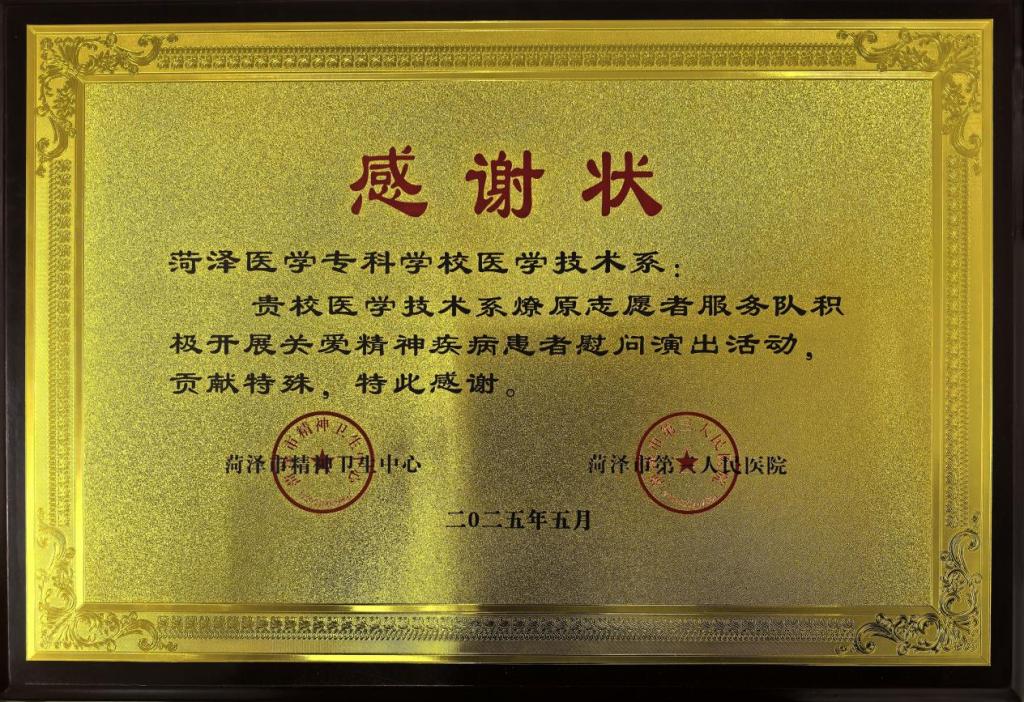 感谢状
菏泽医学专科学校医学技术系：
贵校医学技术系燎原志愿者服务队积
极开展关爱精神疾病患者慰问演出活动，
贡献特殊，特此感谢。
菏泽市精神卫生中心
菏泽市第三人民医院
二0二五年五月